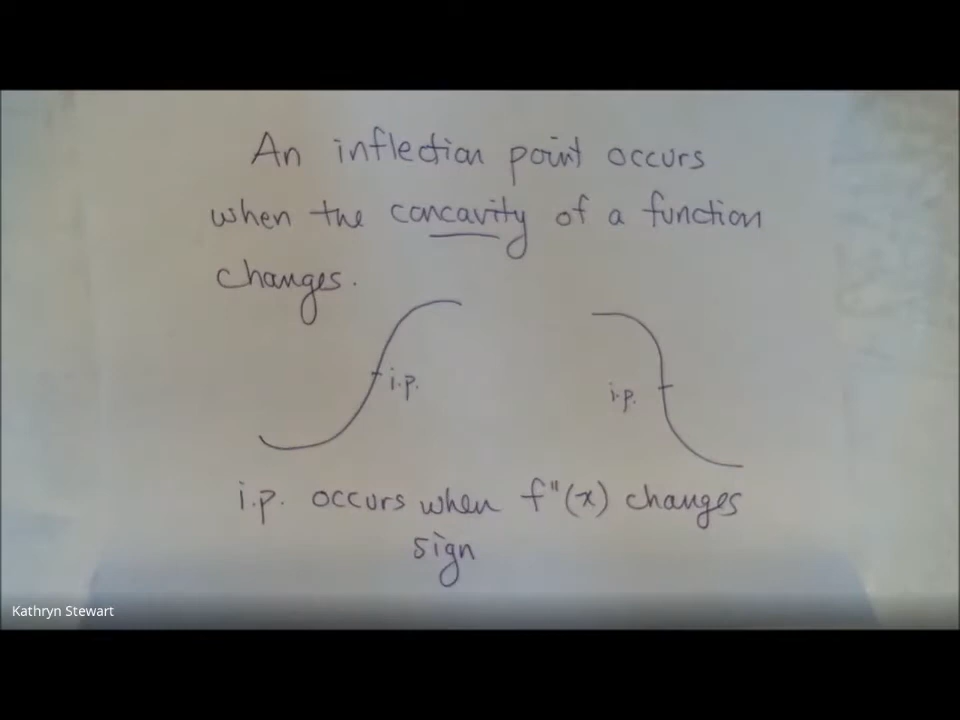 An inflection point occurs
when the concavity of a function
changes.
i.p.
i.p.
i.p. occurs when f"(x) changes
sign
Kathryn Stewart